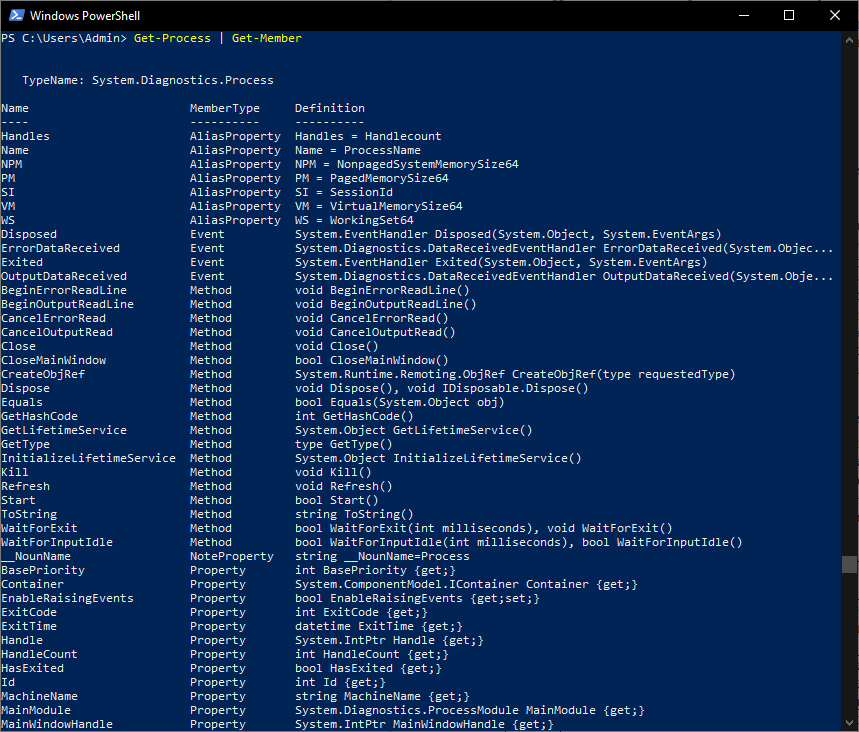 Windows PowerShell
PS C:\Users\Admin> Get-Process | Get-Member
TypeName: System.Diagnostics.Process
Name MemberType Definition
---- ---------- ----------
Handles AliasProperty Handles = Handlecount
Name AliasProperty Name = ProcessName
NPM AliasProperty NPM = NonpagedSystemMemorySize64
PM AliasProperty PM = PagedMemorySize64
SI AliasProperty SI = SessionId
VM AliasProperty VM = VirtualMemorySize64
WS AliasProperty WS = WorkingSet64
Disposed Event System.EventHandler Disposed(System.Object, System.EventArgs)
ErrorDataReceived Event System.Diagnostics.DataReceivedEventHandler ErrorDataReceived(System.Objec...
Exited Event System.EventHandler Exited(System.Object, System.EventArgs)
OutputDataReceived Event System.Diagnostics.DataReceivedEventHandler OutputDataReceived(System.Obje...
BeginErrorReadLine Method void BeginErrorReadLine()
BeginOutputReadLine Method void BeginOutputReadLine()
CancelErrorRead Method void CancelErrorRead()
CancelOutputRead Method void CancelOutputRead()
Close Method void Close()
CloseMainWindow Method bool CloseMainWindow()
CreateObjRef Method System.Runtime.Remoting.ObjRef CreateObjRef(type requestedType)
Dispose Method void Dispose(), void IDisposable.Dispose()
Equals Method bool Equals(System.Object obj)
GetHashCode Method int GetHashCode()
GetLifetimeService Method System.Object GetLifetimeService()
GetType Method type GetType()
InitializeLifetimeService Method System.Object InitializeLifetimeService()
Kill Method void Kill()
Refresh Method void Refresh()
Start Method bool Start()
ToString Method string ToString()
WaitForExit Method bool WaitForExit(int milliseconds), void WaitForExit()
WaitForInputIdle Method bool WaitForInputIdle(int milliseconds), bool WaitForInputIdle()
__NounName NoteProperty string __NounName=Process
BasePriority Property int BasePriority {get;}
Container Property System.ComponentModel.IContainer Container {get;}
EnableRaisingEvents Property bool EnableRaisingEvents {get;set;}
ExitCode Property int ExitCode {get;}
ExitTime Property datetime ExitTime {get;}
Handle Property System.IntPtr Handle {get;}
HandleCount Property int HandleCount {get;}
HasExited Property bool HasExited {get;}
Id Property int Id {get;}
MachineName Property string MachineName {get;}
MainModule Property System.Diagnostics.ProcessModule MainModule {get;}
MainWindowHandle Property System.IntPtr MainWindowHandle {get;}